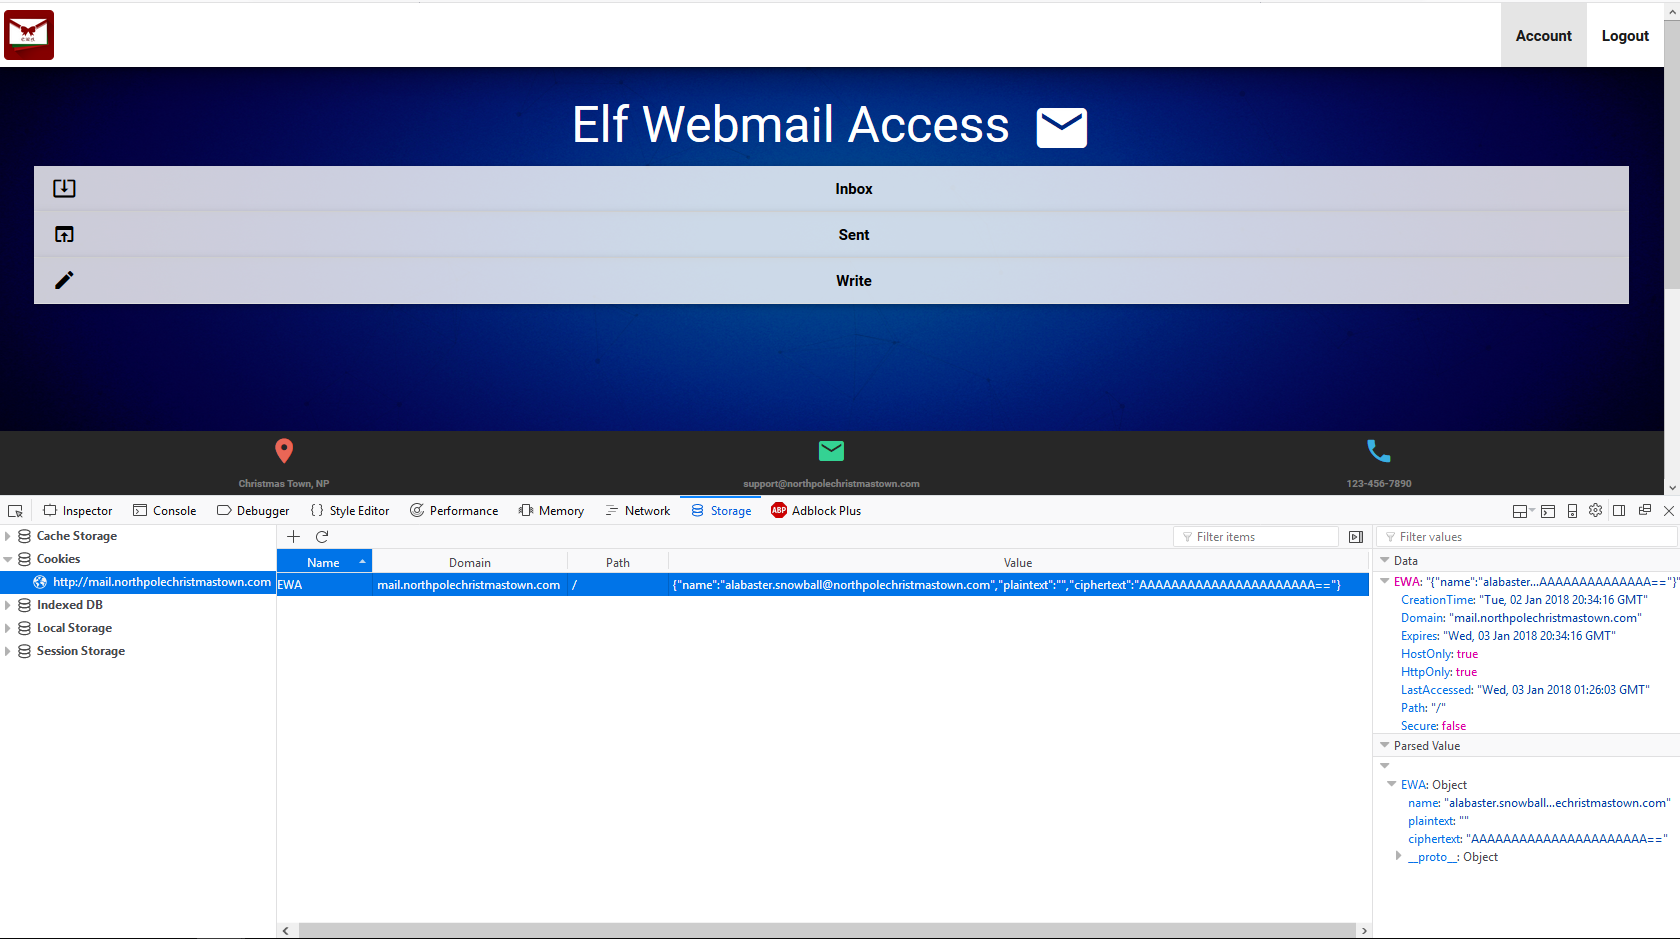 Account Logout
Elf Webmail Access
Inbox
Sent
Write
Christmas Town, NP support@northpolechristmastown.com 123-456-7890
Inspector Console Debugger {} Style Editor Performance Memory Network Storage ABP Adblock Plus
Cache Storage
Cookies
http://mail.northpolechristmastown.com
Indexed DB
Local Storage
Session Storage
Filter items
Name Domain Path Value
EWA mail.northpolechristmastown.com / {"name":"alabaster.snowball@northpolechristmastown.com","plaintext":"","ciphertext":"AAAAAAAAAAAAAAAAAAAAAA=="}
Filter values
Data
EWA: "{"name":"alabaster...AAAAAAAAAAAAAA=="}"
CreationTime: "Tue, 02 Jan 2018 20:34:16 GMT"
Domain: "mail.northpolechristmastown.com"
Expires: "Wed, 03 Jan 2018 20:34:16 GMT"
HostOnly: true
HttpOnly: true
LastAccessed: "Wed, 03 Jan 2018 01:26:03 GMT"
Path: "/"
Secure: false
Parsed Value
EWA: Object
name: "alabaster.snowball...echristmastown.com"
plaintext: ""
ciphertext: "AAAAAAAAAAAAAAAAAAAAAA=="
__proto__: Object